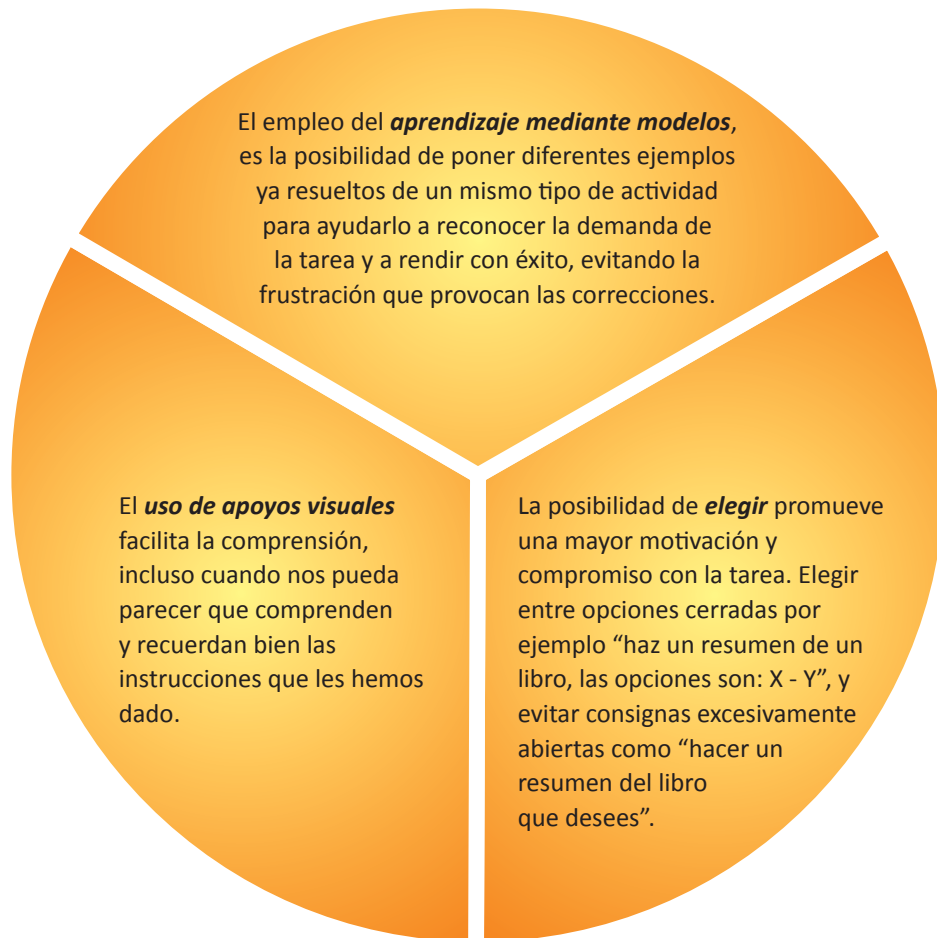 El empleo del aprendizaje mediante modelos,
es la posibilidad de poner diferentes ejemplos
ya resueltos de un mismo tipo de actividad
para ayudarlo a reconocer la demanda de
la tarea y a rendir con éxito, evitando la
frustración que provocan las correcciones.
El uso de apoyos visuales
facilita la comprensión,
incluso cuando nos pueda
parecer que comprenden
y recuerdan bien las
instrucciones que les hemos
dado.
La posibilidad de elegir promueve
una mayor motivación y
compromiso con la tarea. Elegir
entre opciones cerradas por
ejemplo “haz un resumen de un
libro, las opciones son: X - Y”, y
evitar consignas excesivamente
abiertas como “hacer un
resumen del libro
que desees”.